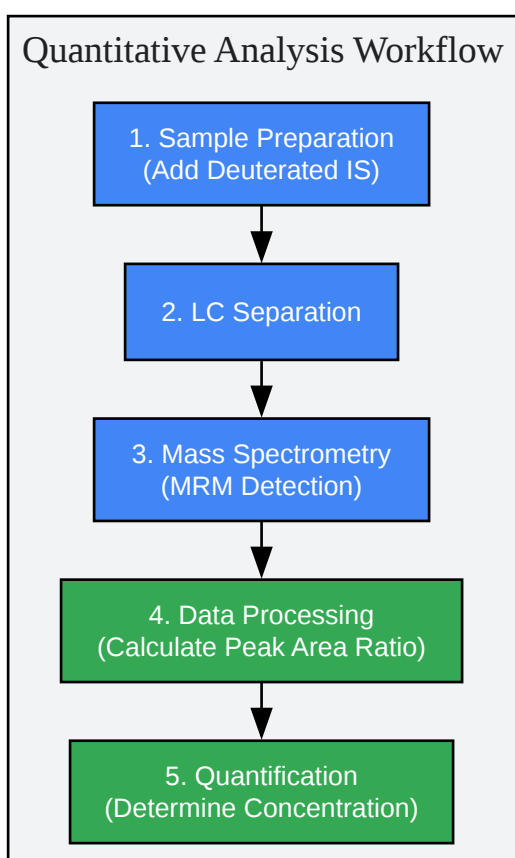 Quantitative Analysis Workflow
1. Sample Preparation
(Add Deuterated IS)
2. LC Separation
3. Mass Spectrometry
(MRM Detection)
4. Data Processing
(Calculate Peak Area Ratio)
5. Quantification
(Determine Concentration)